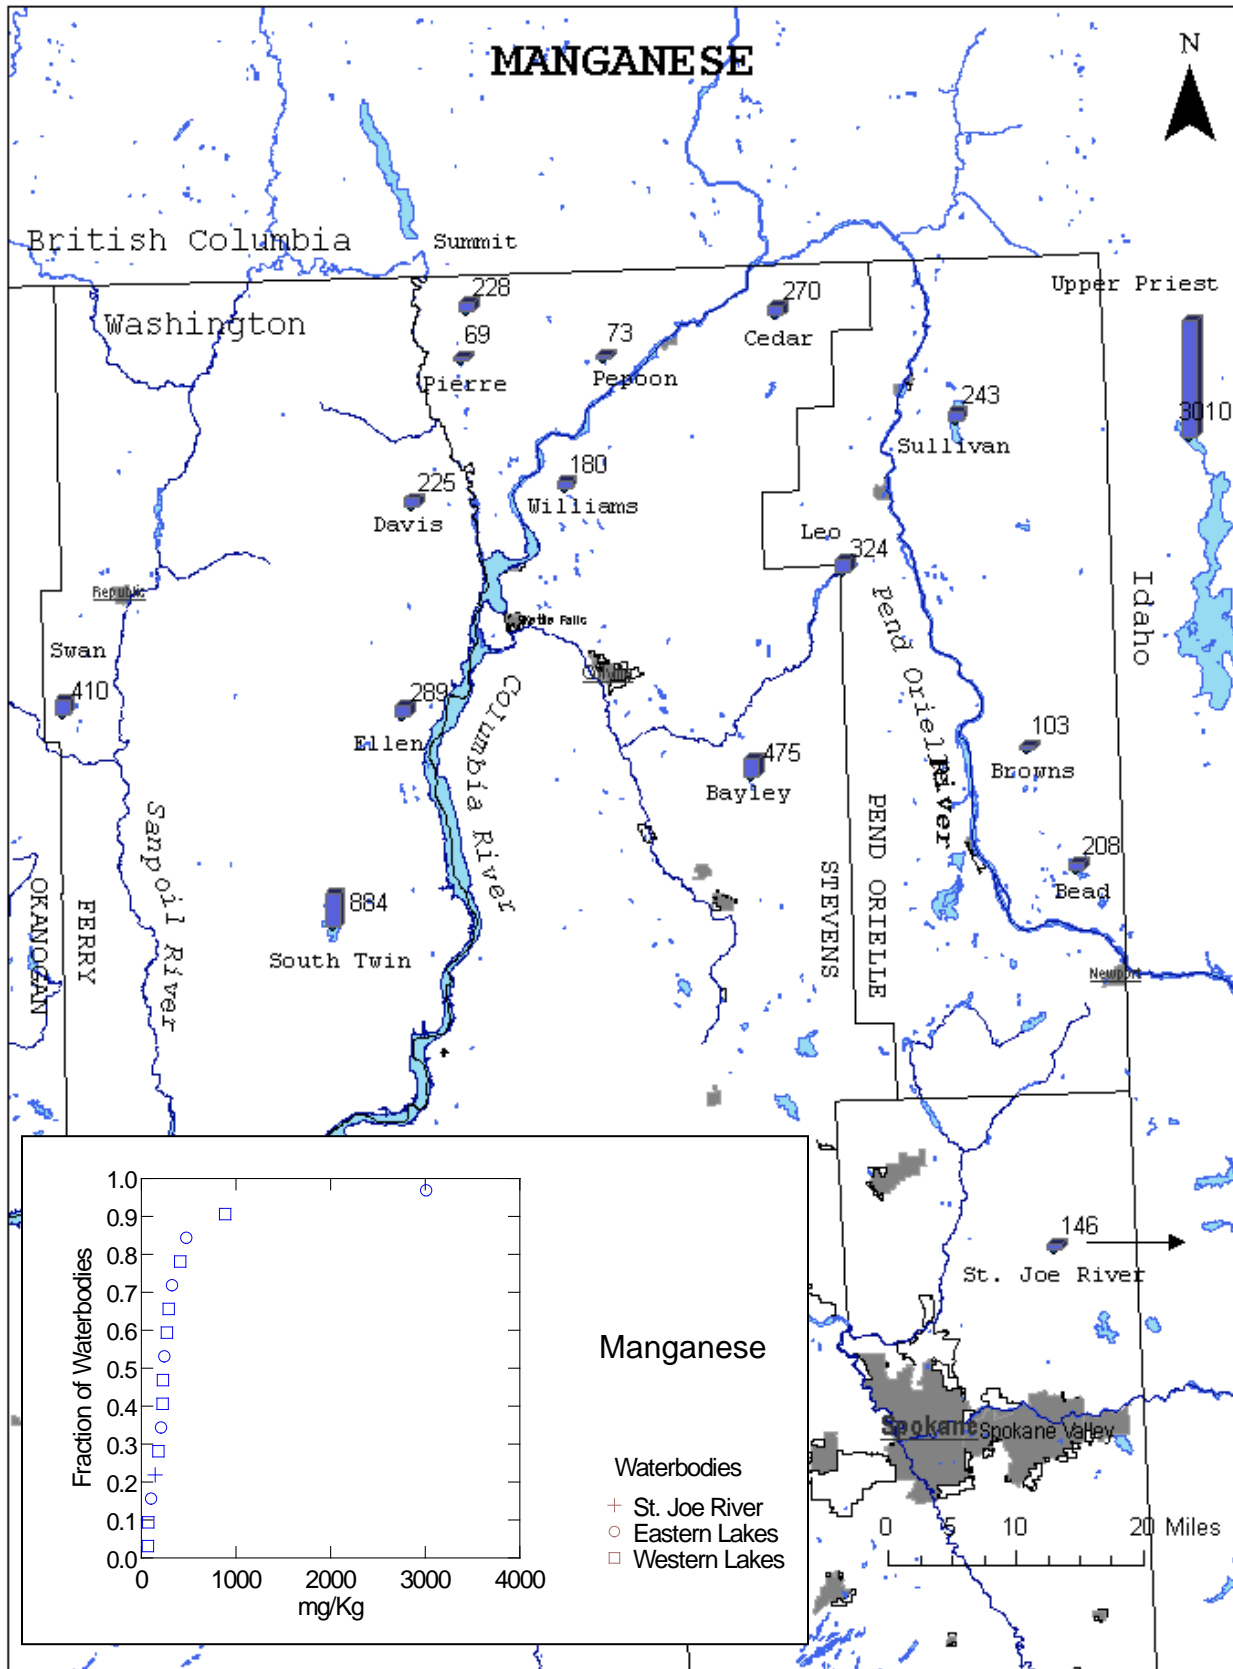 MANGANESE
N
British Columbia
Summit
Upper Priest
228
270
Washington
Cedar
69
73
Pierre
Pepoon
243
3010
Sullivan
180
225
Williams
Davis
Leo
324
Republic
Idaho
Kettle Falls
Pend Orielle
River
Swan
410
289
Ellen
Columbia River
103
475
Browns
Bayley
Sanpoil River
PEND ORIELLE
STEVENS
208
Bead
OKANOGAN
FERRY
884
South Twin
Newport
146
St. Joe River
Spokane
Spokane Valley
0 5 10 20 Miles
1.0
0.9
0.8
0.7
0.6
0.5
0.4
0.3
0.2
0.1
0.0
Fraction of Waterbodies
0 1000 2000 3000 4000
mg/Kg
Manganese
Waterbodies
St. Joe River
Eastern Lakes
Western Lakes